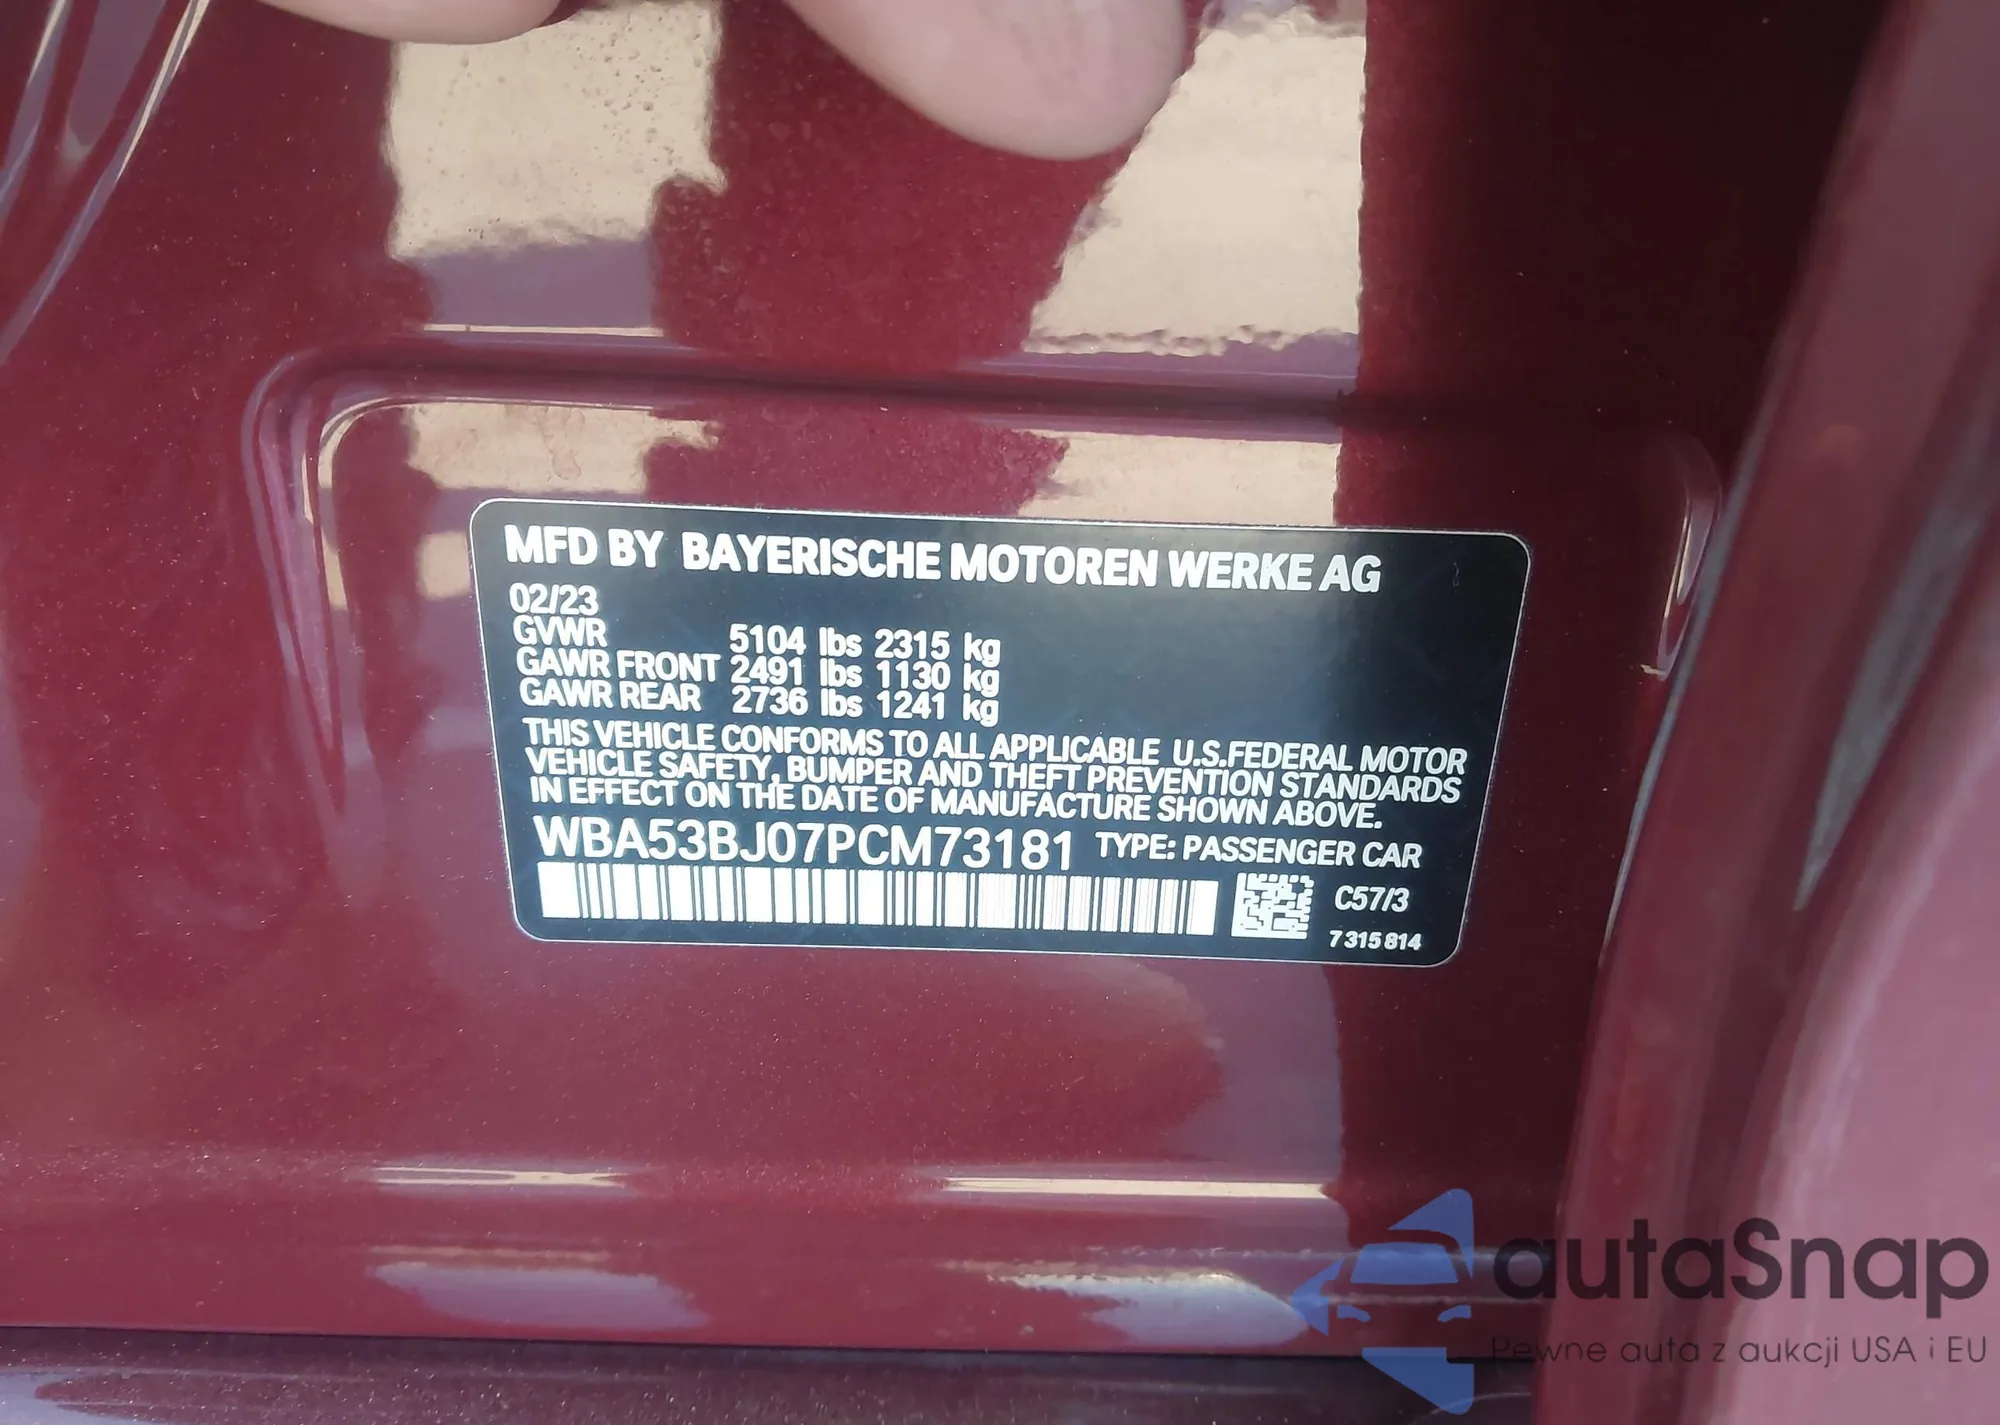 MFD BY BAYERISCHE MOTOREN WERKE AG
02/23
GVWR 5104 lbs 2315 kg
GAWR FRONT 2491 lbs 1130 kg
GAWR REAR 2736 lbs 1241 kg
THIS VEHICLE CONFORMS TO ALL APPLICABLE U.S.FEDERAL MOTOR
VEHICLE SAFETY, BUMPER AND THEFT PREVENTION STANDARDS
IN EFFECT ON THE DATE OF MANUFACTURE SHOWN ABOVE.
WBA53BJ07PCM73181 TYPE: PASSENGER CAR
C57/3
7 315 814
autaSnap
Pewne auta z aukcji USA i EU